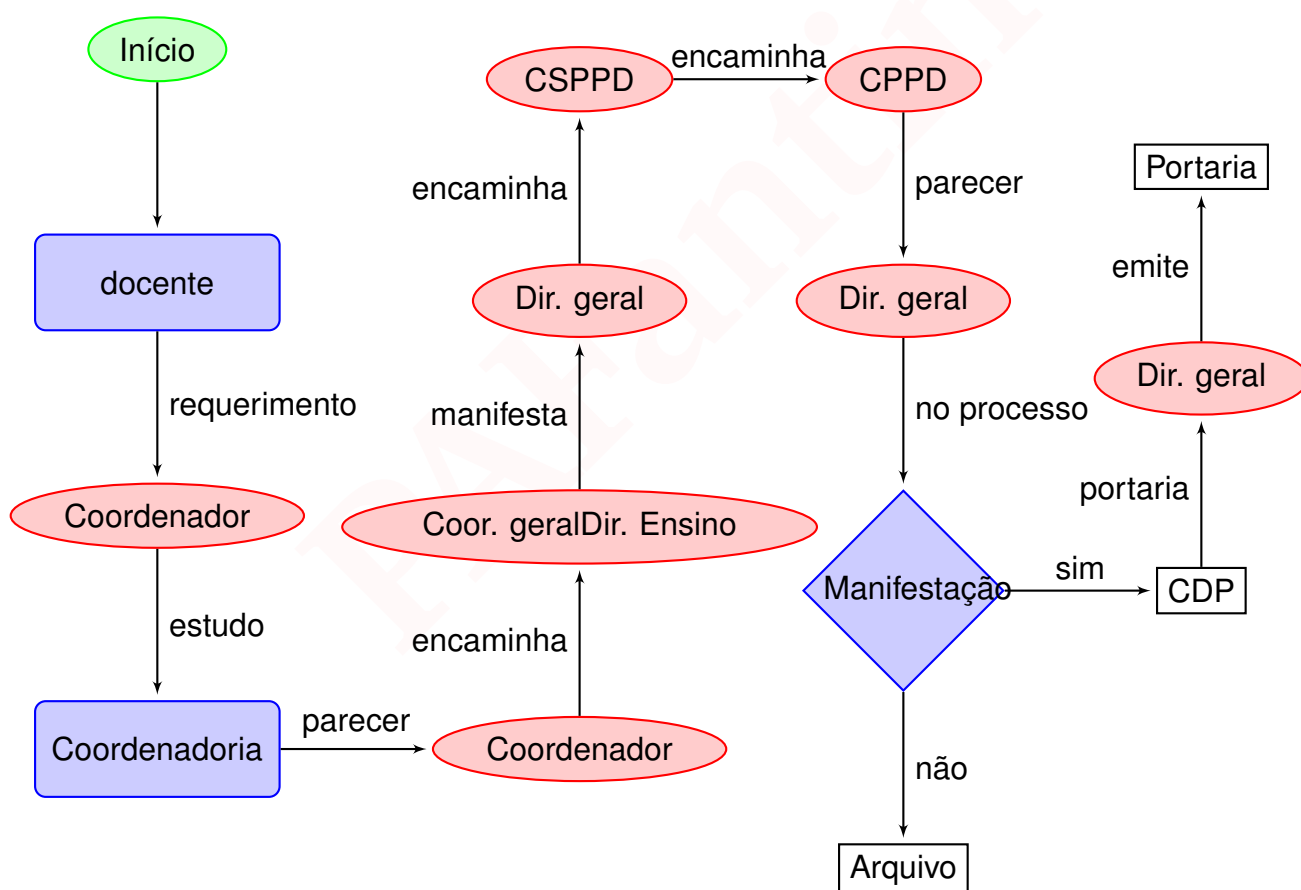 Início
docente
requerimento
Coordenador
estudo
Coordenadoria
parecer
Coordenador
encaminha
Coor. geralDir. Ensino
manifesta
Dir. geral
encaminha
CSPPD
encaminha
CPPD
parecer
Dir. geral
no processo
Manifestação
não
Arquivo
sim
CDP
portaria
Dir. geral
emite
Portaria